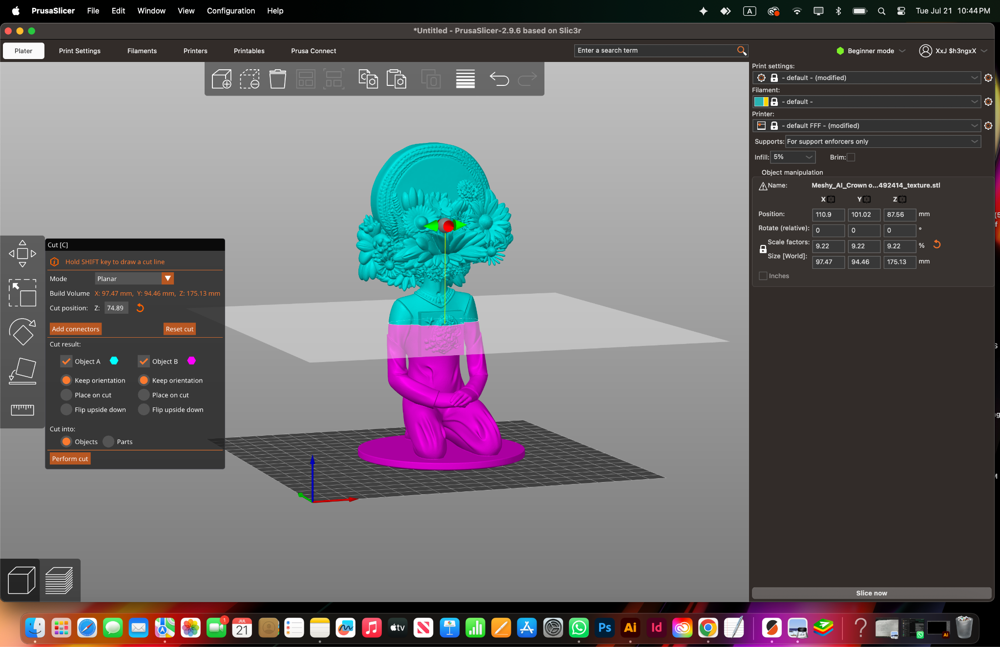 PrusaSlicer File Edit Window View Configuration Help
A
Tue Jul 21 10:44 PM
*Untitled - PrusaSlicer-2.9.6 based on Slic3r
Plater Print Settings Filaments Printers Printables Prusa Connect
Enter a search term
Beginner mode
XxJ $h3ngxX
Print settings:
- default - (modified)
Filament:
- default -
Printer:
- default FFF - (modified)
Supports: For support enforcers only
Infill: 5% Brim:
Object manipulation
Name: Meshy_AI_Crown o...492414_texture.stl
X Y Z
Position: 110.9 101.02 87.56 mm
Rotate (relative): 0 0 0 °
Scale factors: 9.22 9.22 9.22 %
Size [World]: 97.47 94.46 175.13 mm
Inches
Cut [C]
Hold SHIFT key to draw a cut line
Mode Planar
Build Volume X: 97.47 mm, Y: 94.46 mm, Z: 175.13 mm
Cut position: Z: 74.89
Add connectors Reset cut
Cut result:
Object A Object B
Keep orientation Keep orientation
Place on cut Place on cut
Flip upside down Flip upside down
Cut into:
Objects Parts
Perform cut
Slice now
1
JUL
21
tv
Ps
Ai
Id
Ai